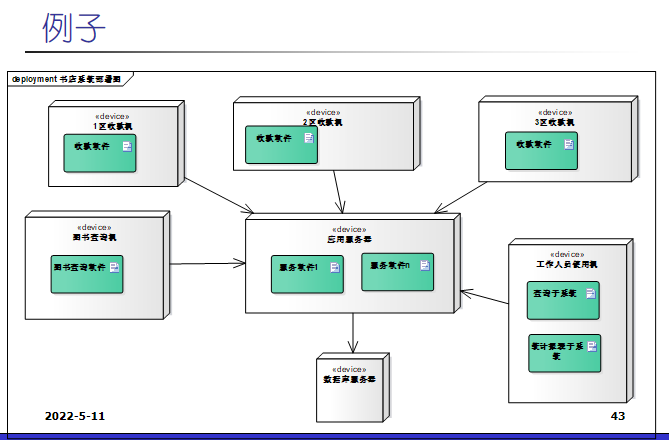 例子
deployment 书店系统部署图
«device»
1区收款机
收款软件
«device»
2区收款机
收款软件
«device»
3区收款机
收款软件
«device»
图书查询机
图书查询软件
«device»
应用服务器
服务软件1
服务软件n
«device»
工作人员使用机
查询子系统
统计报表子系
统
«device»
数据库服务器
2022-5-11
43